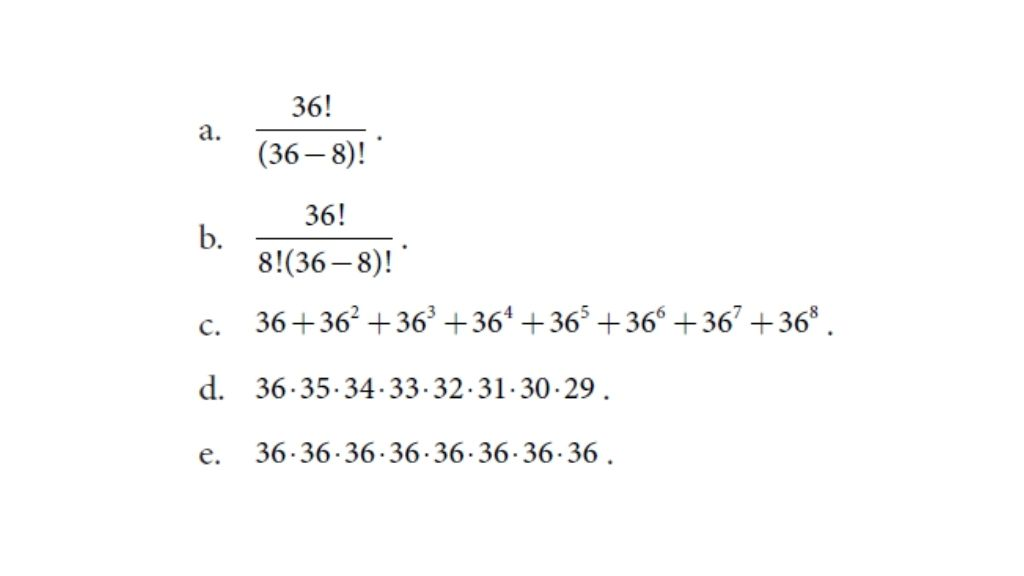 a. 36!/(36 – 8)! .
b. 36!/8!(36 – 8)! .
c. 36 + 36² + 36³ + 36⁴ + 36⁵ + 36⁶ + 36⁷ + 36⁸ .
d. 36·35·34·33·32·31·30·29 .
e. 36·36·36·36·36·36·36·36 .